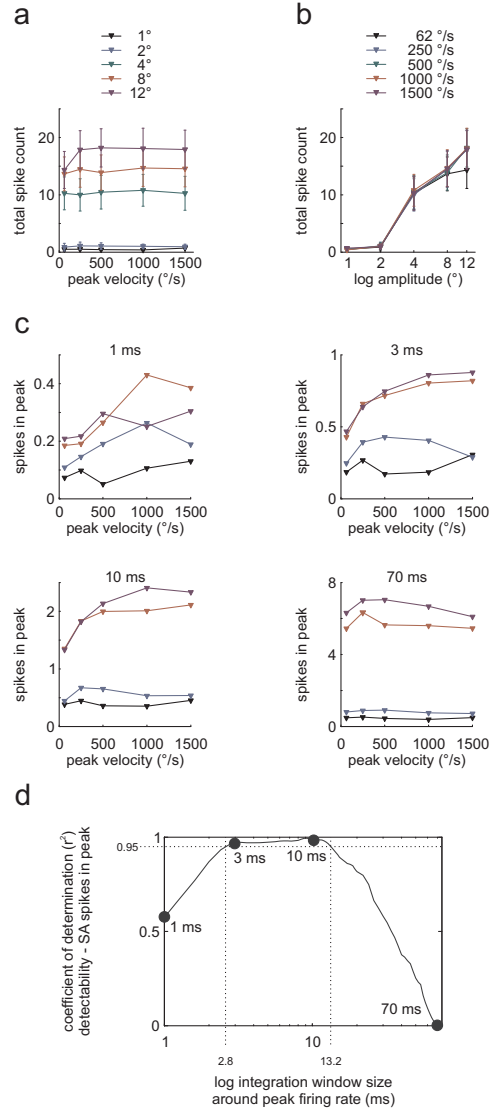 a
1°
2°
4°
8°
12°
total spike count
20
10
0
0 500 1000 1500
peak velocity (°/s)
b
62 °/s
250 °/s
500 °/s
1000 °/s
1500 °/s
total spike count
20
10
0
1 2 4 8 12
log amplitude (°)
c
1 ms
spikes in peak
0.4
0.2
0
0 500 1000 1500
peak velocity (°/s)
3 ms
spikes in peak
1
0.5
0
0 500 1000 1500
peak velocity (°/s)
10 ms
spikes in peak
2
1
0
0 500 1000 1500
peak velocity (°/s)
70 ms
spikes in peak
8
4
0
0 500 1000 1500
peak velocity (°/s)
d
coefficient of determination (r²)
detectability - SA spikes in peak
1
0.95
0.5
0
1 ms
3 ms
10 ms
70 ms
1 10
2.8 13.2
log integration window size
around peak firing rate (ms)